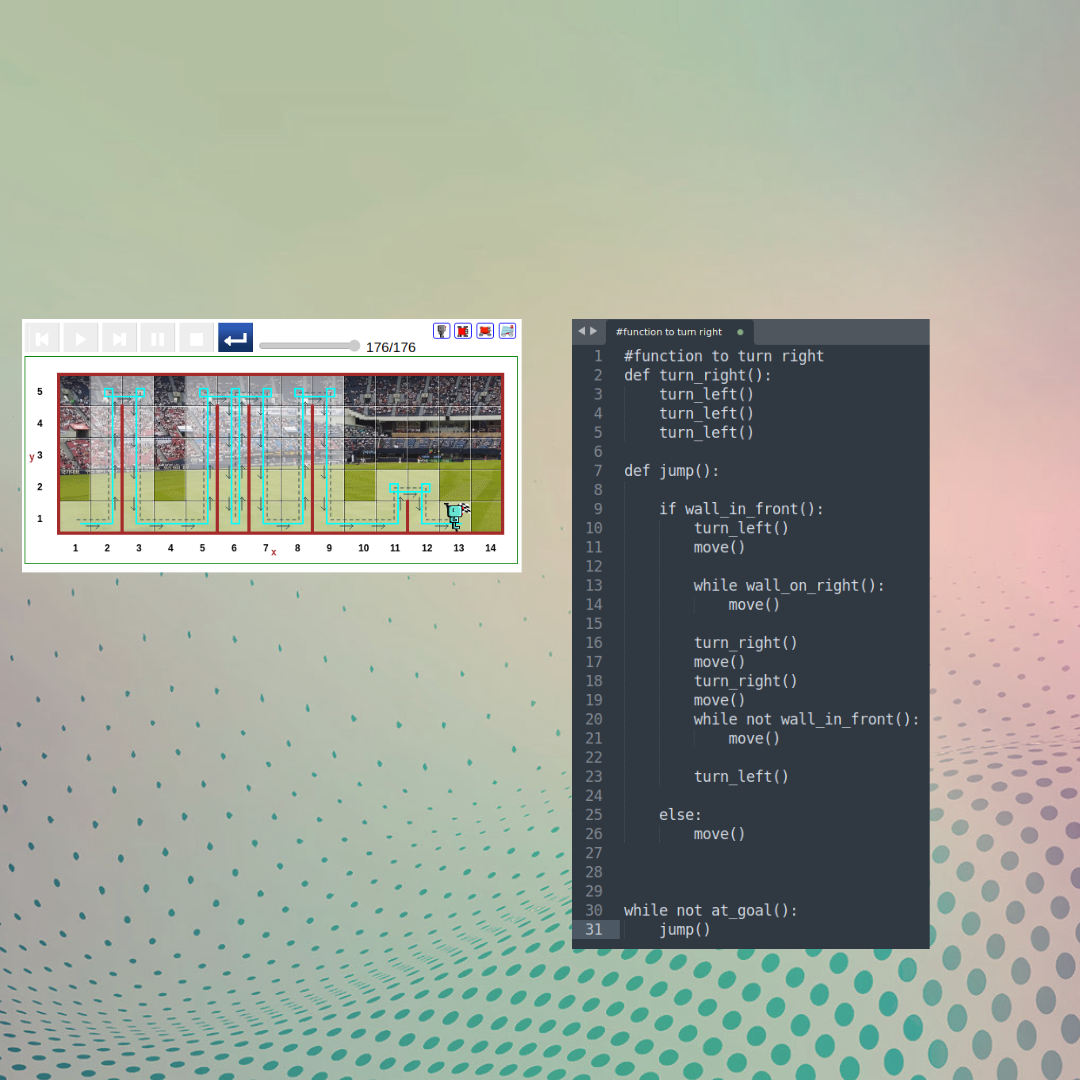 176/176
5
4
y 3
2
1
1 2 3 4 5 6 7 x 8 9 10 11 12 13 14
#function to turn right
1 #function to turn right
2 def turn_right():
3 turn_left()
4 turn_left()
5 turn_left()
6
7 def jump():
8
9 if wall_in_front():
10 turn_left()
11 move()
12
13 while wall_on_right():
14 move()
15
16 turn_right()
17 move()
18 turn_right()
19 move()
20 while not wall_in_front():
21 move()
22
23 turn_left()
24
25 else:
26 move()
27
28
29
30 while not at_goal():
31 jump()